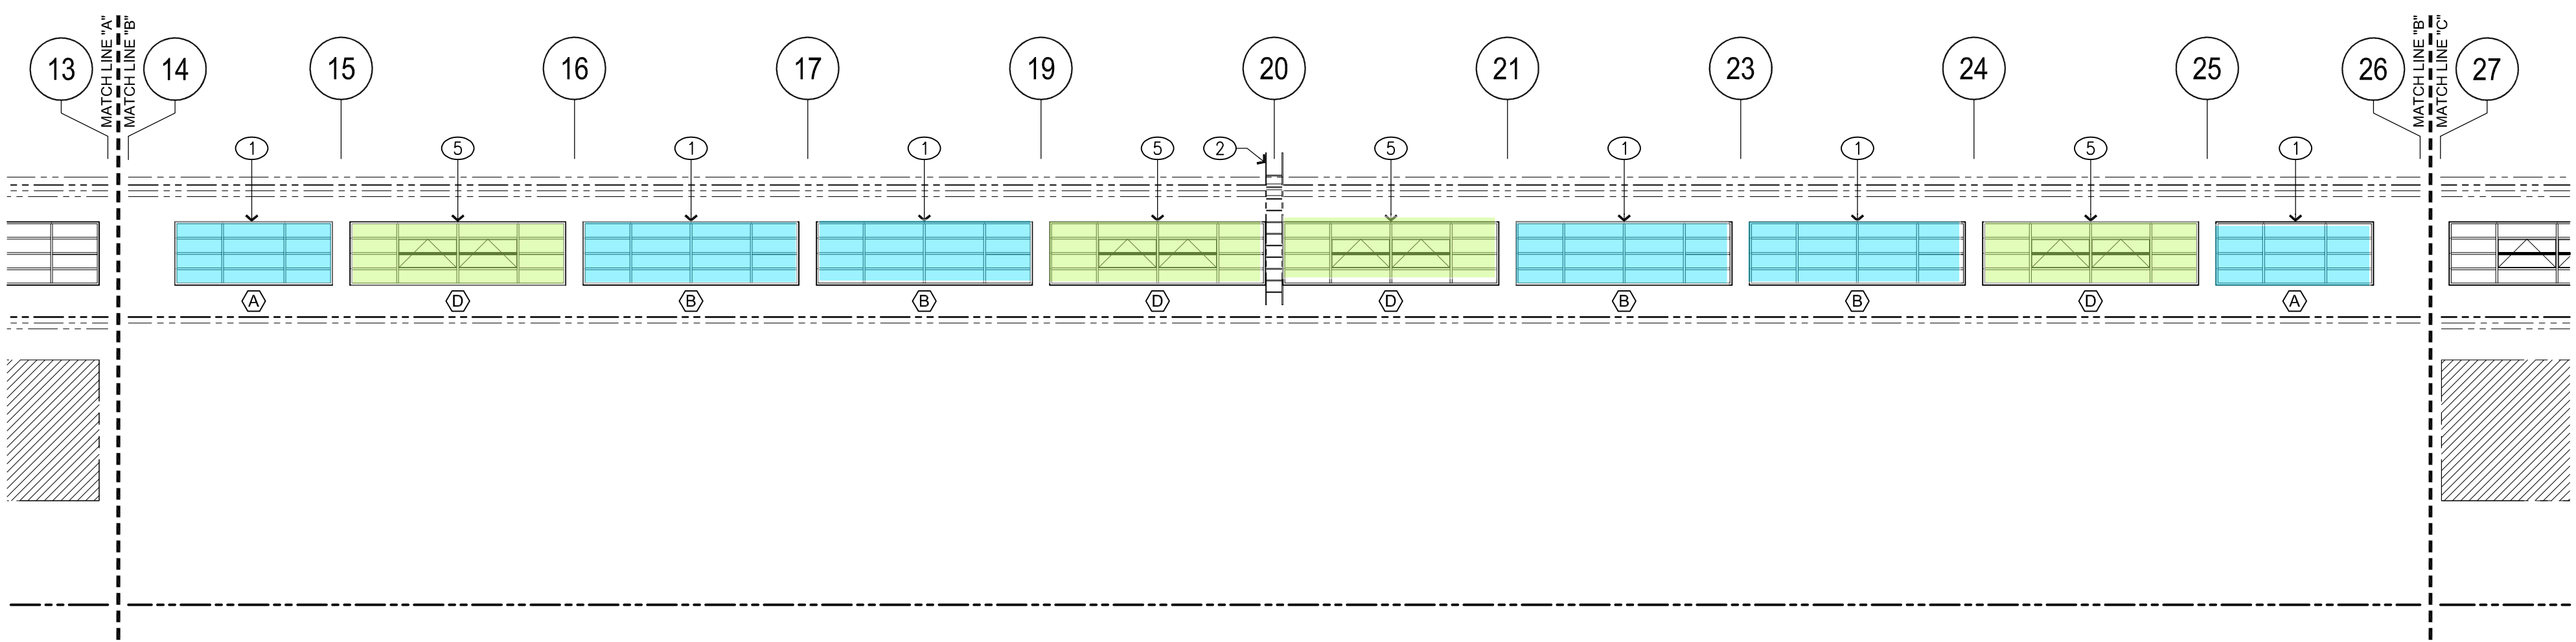 MATCH LINE "A"
MATCH LINE "B"
MATCH LINE "B"
MATCH LINE "C"
13 14 15 16 17 19 20 21 23 24 25 26 27
1 5 1 1 5 2 5 1 1 5 1
A D B B D D B B D A